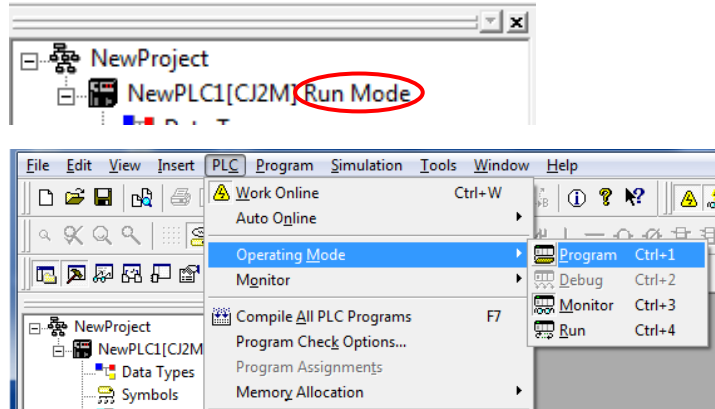 NewProject
NewPLC1[CJ2M] Run Mode
File Edit View Insert PLC Program Simulation Tools Window Help
Work Online Ctrl+W
Auto Online
Operating Mode
Program Ctrl+1
Monitor
Debug Ctrl+2
Monitor Ctrl+3
Compile All PLC Programs F7
Run Ctrl+4
NewProject
Program Check Options...
NewPLC1[CJ2M
Program Assignments
Data Types
Memory Allocation
Symbols